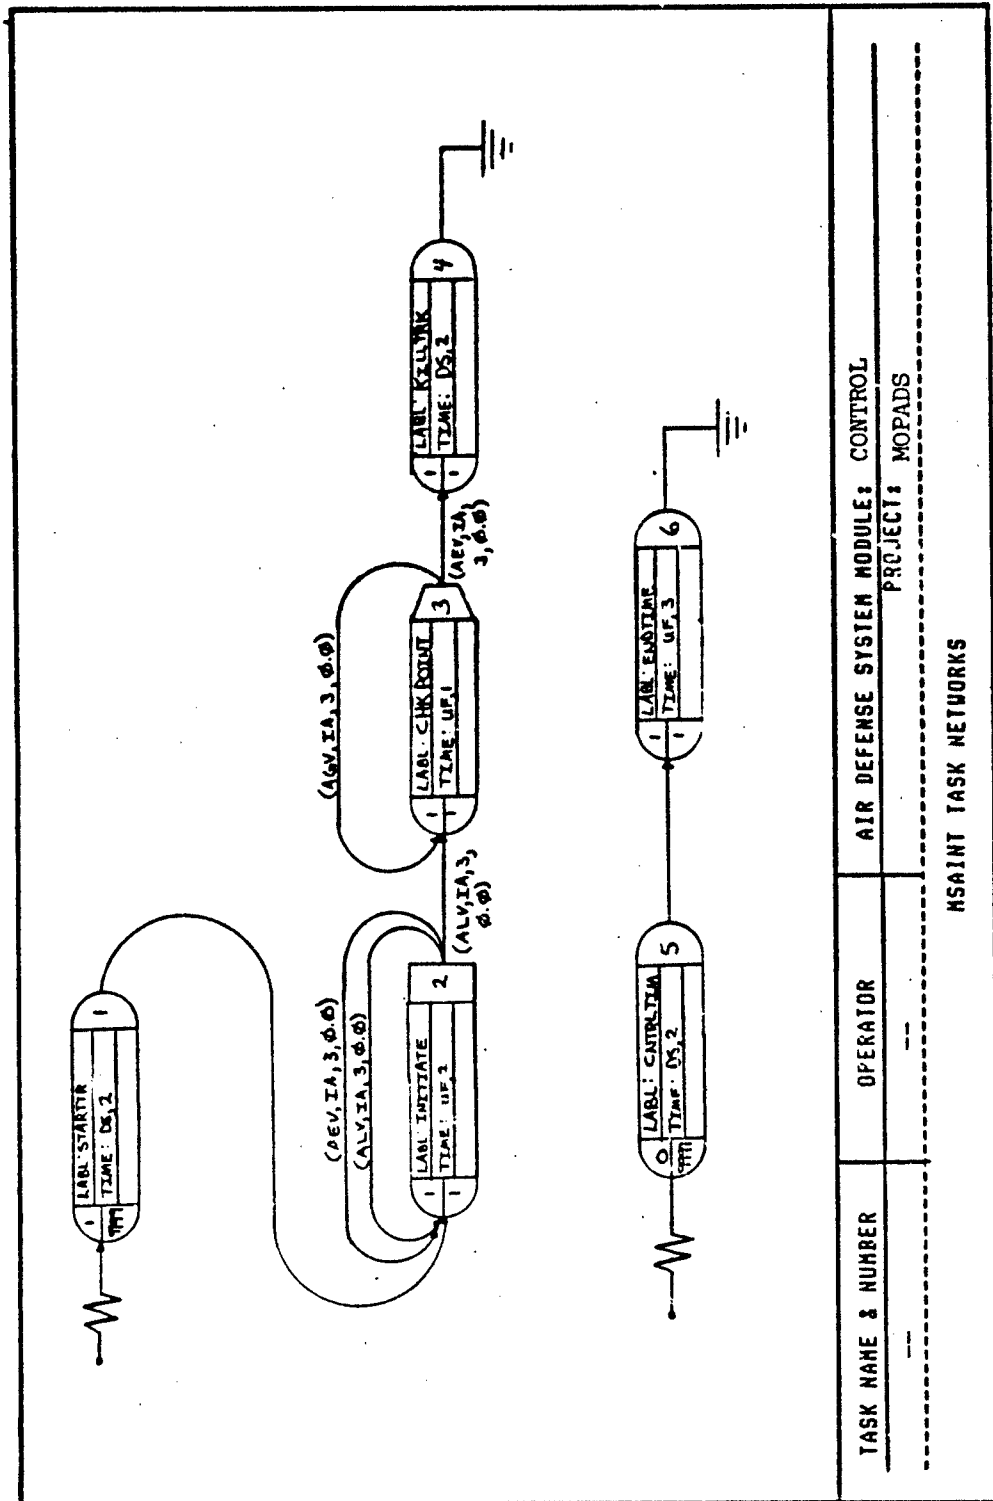 LABL: STARTTR
TIME: DS,2
1
9999
1
(DEV,IA,3,0.0)
(ALV,IA,3,0.0)
LABL: INITIATE
TIME: UF,2
1
1
2
(ALV,IA,3,
0.0)
(AGV,IA,3,0.0)
LABL: CHKPOINT
TIME: UF,1
1
1
3
(AEV,IA,
3,0.0)
LABL: KILLTRK
TIME: DS,2
1
1
4
LABL: CNTRLTIM
TIME: DS,2
0
9999
5
LABL: ENDTIME
TIME: UF,3
1
1
6
TASK NAME & NUMBER
--
OPERATOR
--
AIR DEFENSE SYSTEM MODULE: CONTROL
PROJECT: MOPADS
MSAINT TASK NETWORKS